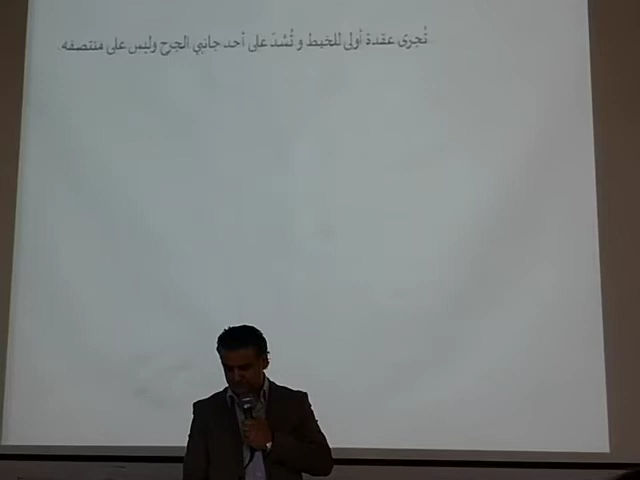 تُجرى عقدة أولى للخيط و تُشدّ على أحد جانبي الجرح وليس على منتصفه